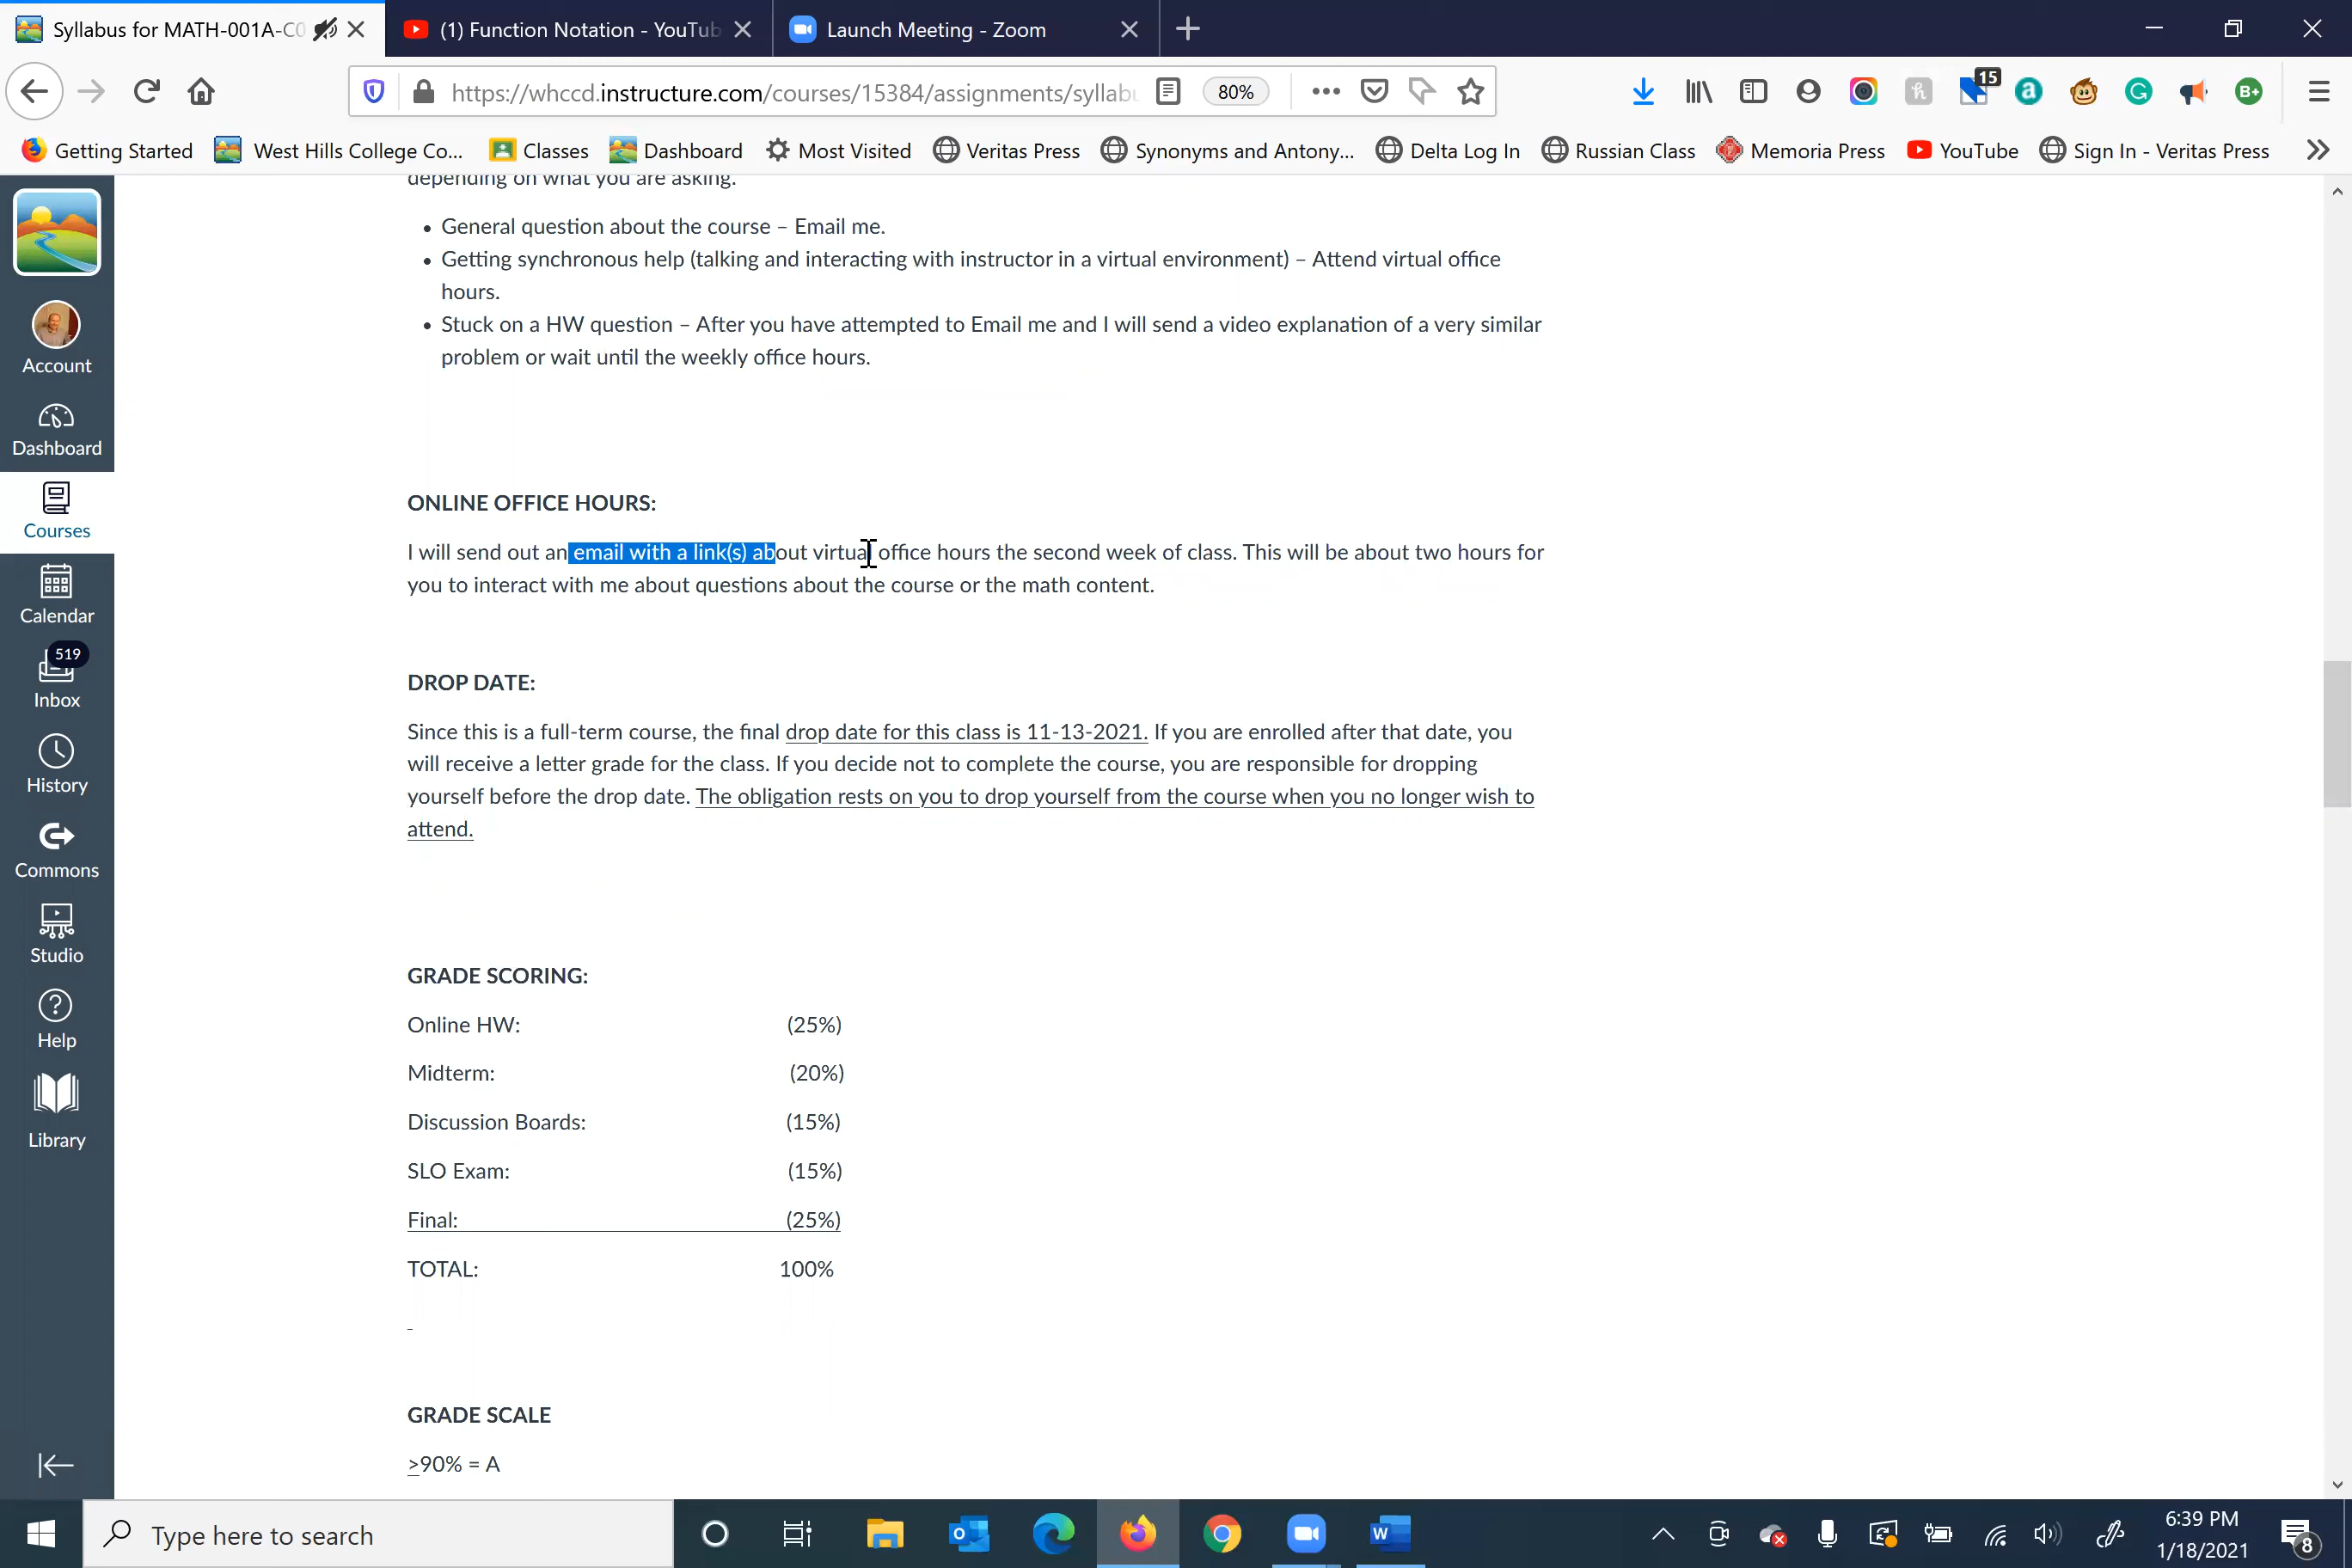 Syllabus for MATH-001A-C0
(1) Function Notation - YouTub
Launch Meeting - Zoom
https://whccd.instructure.com/courses/15384/assignments/syllabu
80%
15
B+
Getting Started
West Hills College Co...
Classes
Dashboard
Most Visited
Veritas Press
Synonyms and Antony...
Delta Log In
Russian Class
Memoria Press
YouTube
Sign In - Veritas Press
Account
Dashboard
Courses
Calendar
519
Inbox
History
Commons
Studio
Help
Library
depending on what you are asking.
• General question about the course – Email me.
• Getting synchronous help (talking and interacting with instructor in a virtual environment) – Attend virtual office
hours.
• Stuck on a HW question – After you have attempted to Email me and I will send a video explanation of a very similar
problem or wait until the weekly office hours.
ONLINE OFFICE HOURS:
I will send out an email with a link(s) about virtual office hours the second week of class. This will be about two hours for
you to interact with me about questions about the course or the math content.
DROP DATE:
Since this is a full-term course, the final drop date for this class is 11-13-2021. If you are enrolled after that date, you
will receive a letter grade for the class. If you decide not to complete the course, you are responsible for dropping
yourself before the drop date. The obligation rests on you to drop yourself from the course when you no longer wish to
attend.
GRADE SCORING:
Online HW: (25%)
Midterm: (20%)
Discussion Boards: (15%)
SLO Exam: (15%)
Final: (25%)
TOTAL: 100%
GRADE SCALE
>90% = A
Type here to search
6:39 PM
1/18/2021
8